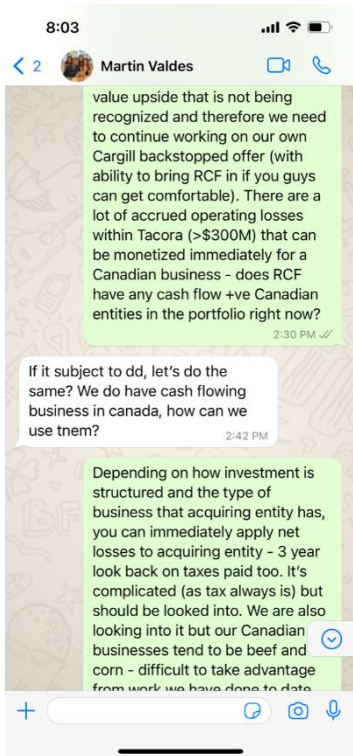 8:03
2
Martin Valdes
value upside that is not being
recognized and therefore we need
to continue working on our own
Cargill backstopped offer (with
ability to bring RCF in if you guys
can get comfortable). There are a
lot of accrued operating losses
within Tacora (>$300M) that can
be monetized immediately for a
Canadian business - does RCF
have any cash flow +ve Canadian
entities in the portfolio right now?
2:30 PM
If it subject to dd, let's do the
same? We do have cash flowing
business in canada, how can we
use tnem?
2:42 PM
Depending on how investment is
structured and the type of
business that acquiring entity has,
you can immediately apply net
losses to acquiring entity - 3 year
look back on taxes paid too. It's
complicated (as tax always is) but
should be looked into. We are also
looking into it but our Canadian
businesses tend to be beef and
corn - difficult to take advantage
from work we have done to date